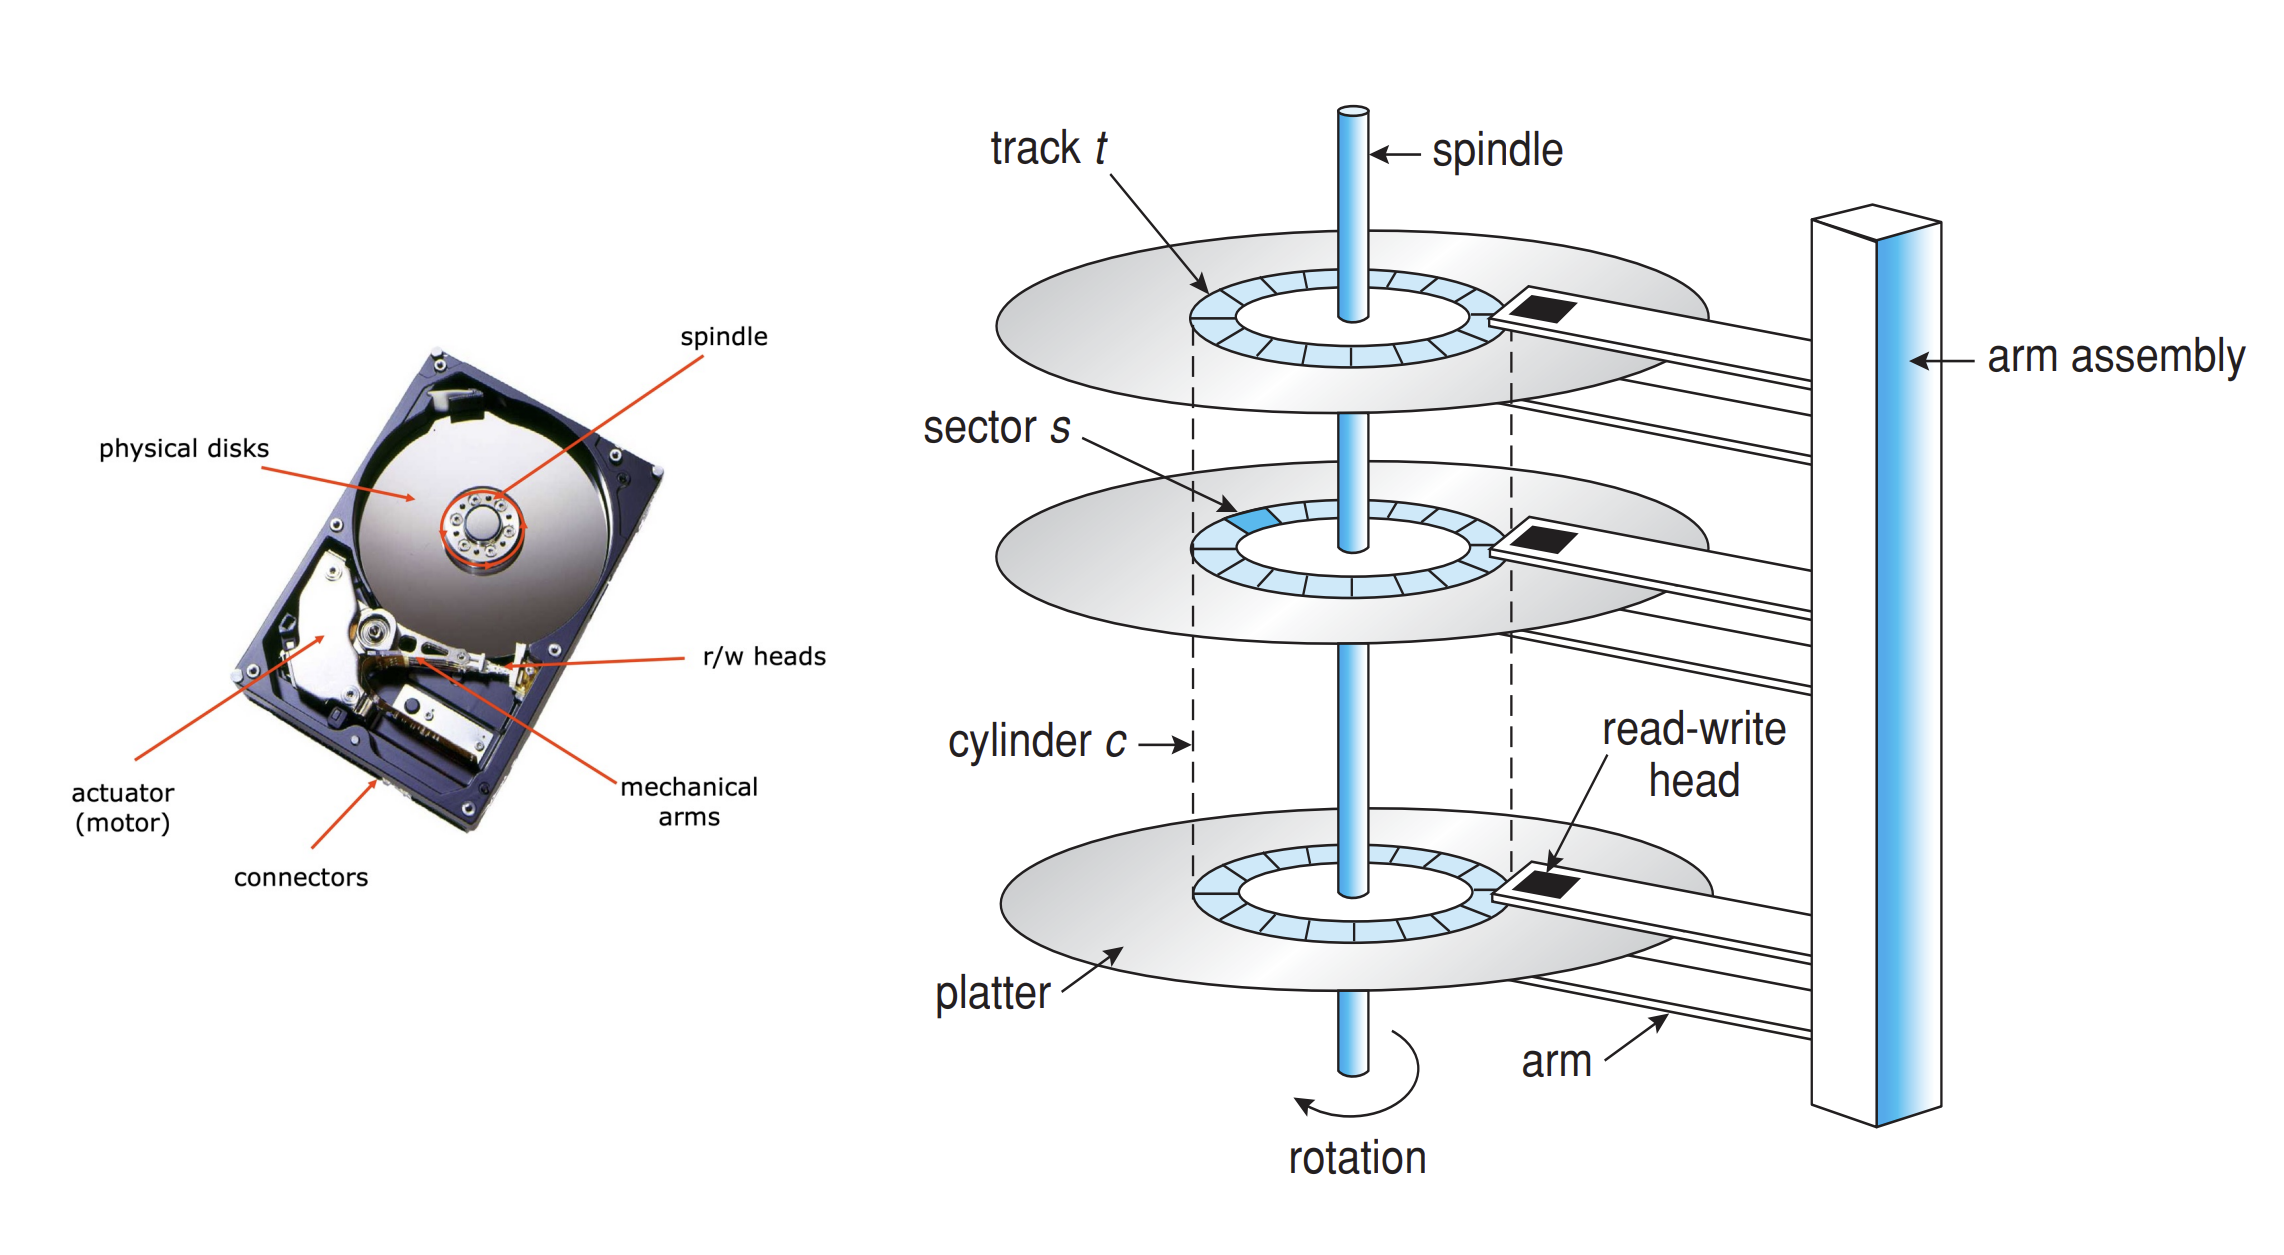 spindle
physical disks
r/w heads
mechanical
arms
actuator
(motor)
connectors
track t
spindle
arm assembly
sector s
cylinder c
read-write
head
platter
arm
rotation